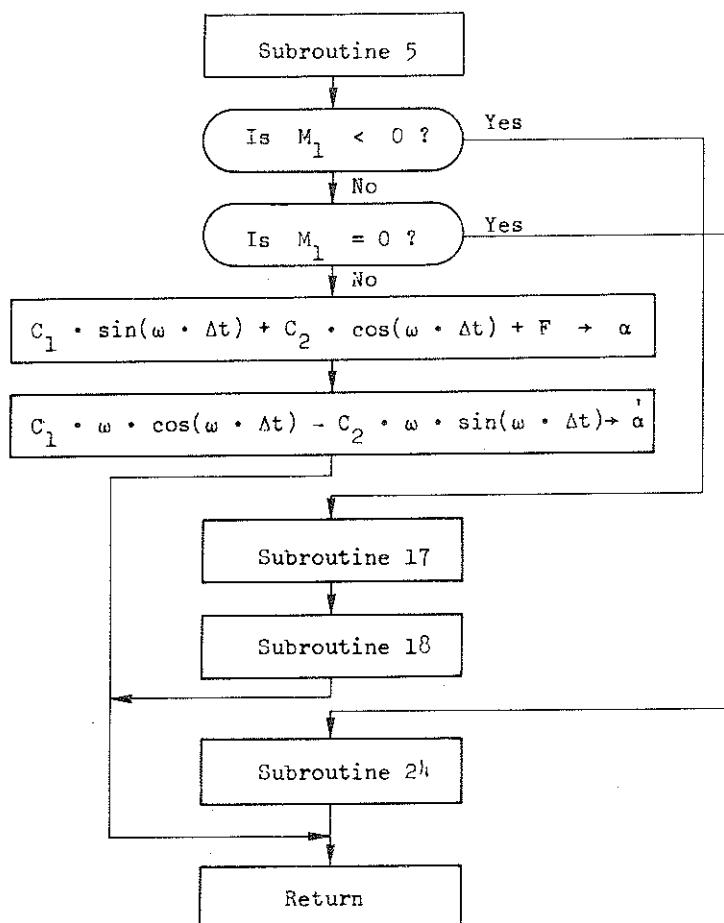 Subroutine 5
Is M₁ < 0 ?
Yes
No
Is M₁ = 0 ?
Yes
No
C₁ · sin(ω · Δt) + C₂ · cos(ω · Δt) + F → α
C₁ · ω · cos(ω · Δt) - C₂ · ω · sin(ω · Δt) → α̇
Subroutine 17
Subroutine 18
Subroutine 24
Return